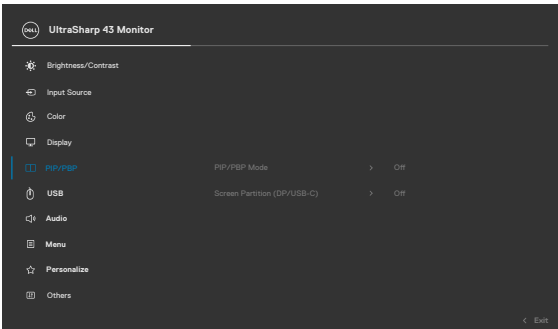 DELL UltraSharp 43 Monitor
Brightness/Contrast
Input Source
Color
Display
PIP/PBP PIP/PBP Mode > Off
USB Screen Partition (DP/USB-C) > Off
Audio
Menu
Personalize
Others
< Exit